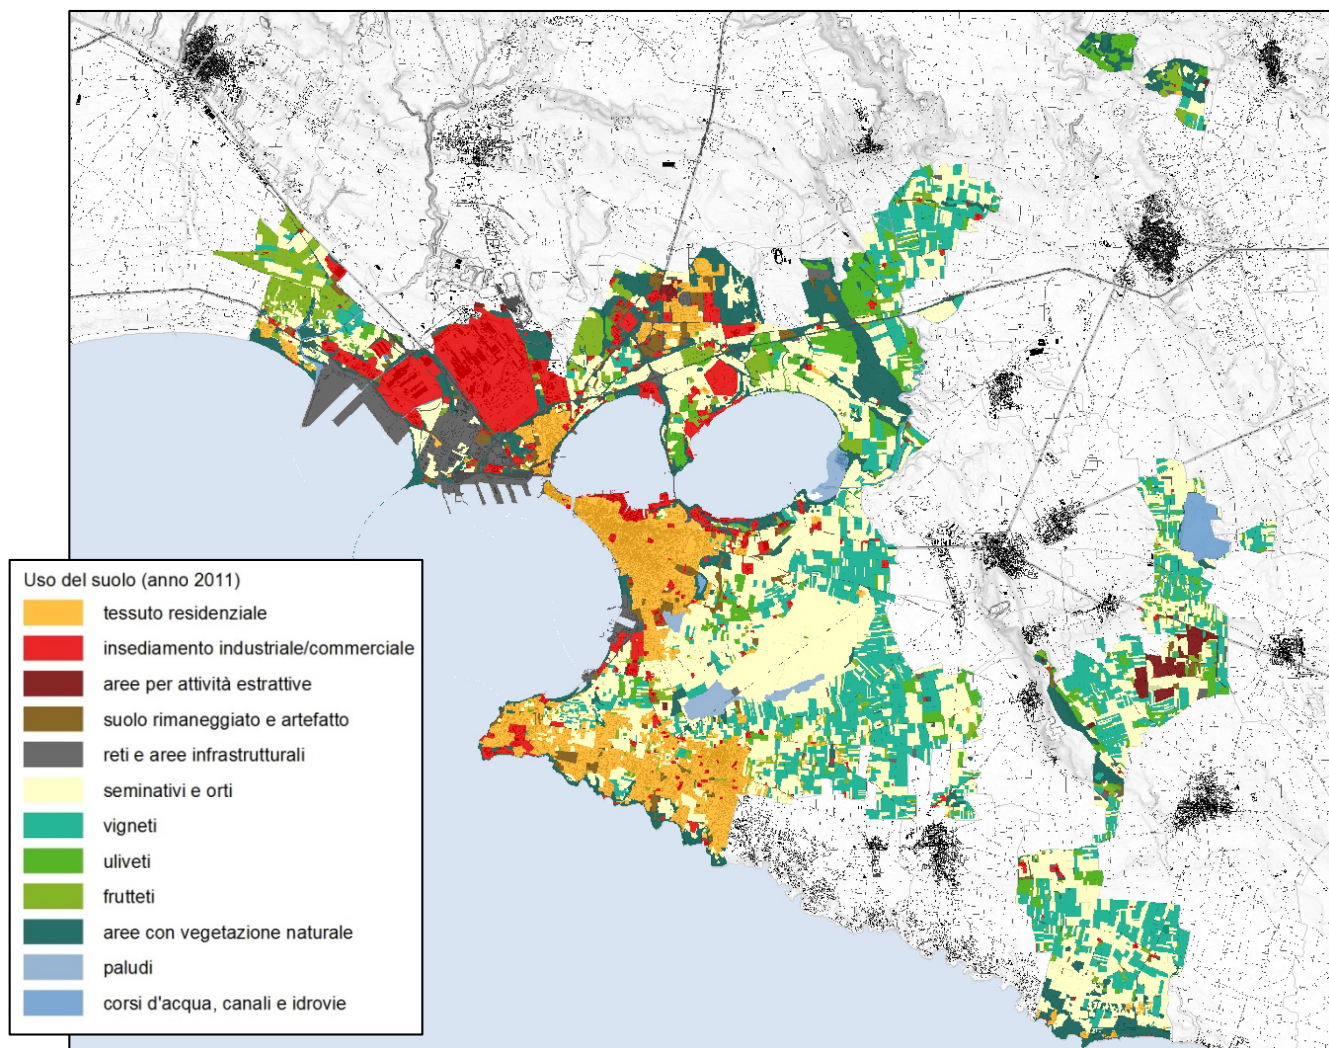 Uso del suolo (anno 2011)
tessuto residenziale
insediamento industriale/commerciale
aree per attività estrattive
suolo rimaneggiato e artefatto
reti e aree infrastrutturali
seminativi e orti
vigneti
uliveti
frutteti
aree con vegetazione naturale
paludi
corsi d'acqua, canali e idrovie